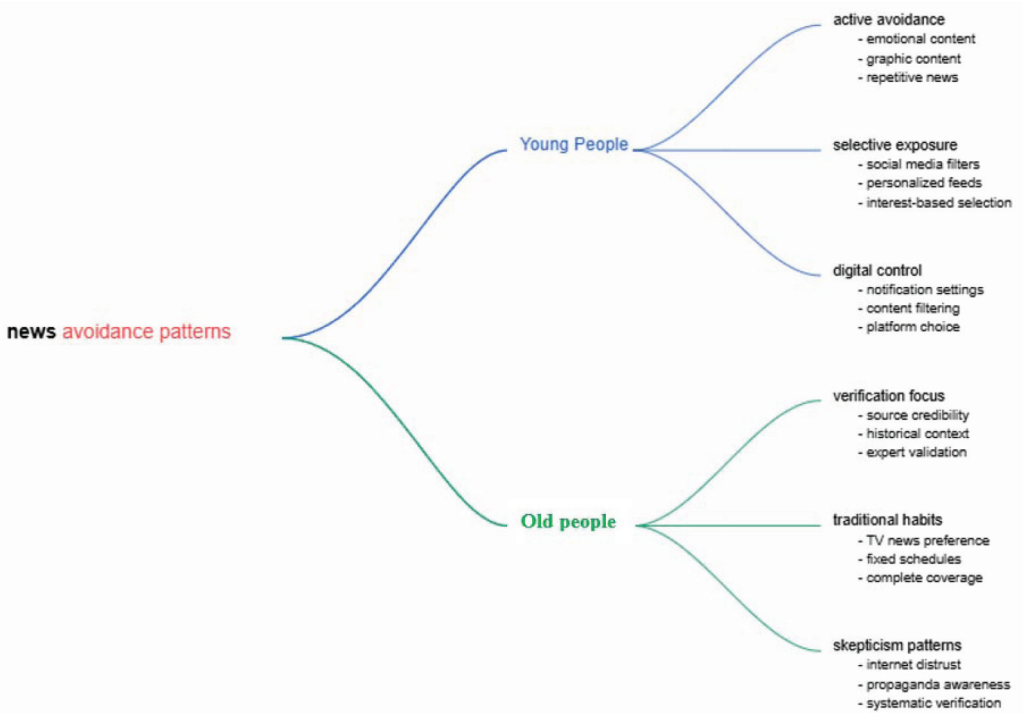 news avoidance patterns
Young People
active avoidance
- emotional content
- graphic content
- repetitive news
selective exposure
- social media filters
- personalized feeds
- interest-based selection
digital control
- notification settings
- content filtering
- platform choice
Old people
verification focus
- source credibility
- historical context
- expert validation
traditional habits
- TV news preference
- fixed schedules
- complete coverage
skepticism patterns
- internet distrust
- propaganda awareness
- systematic verification